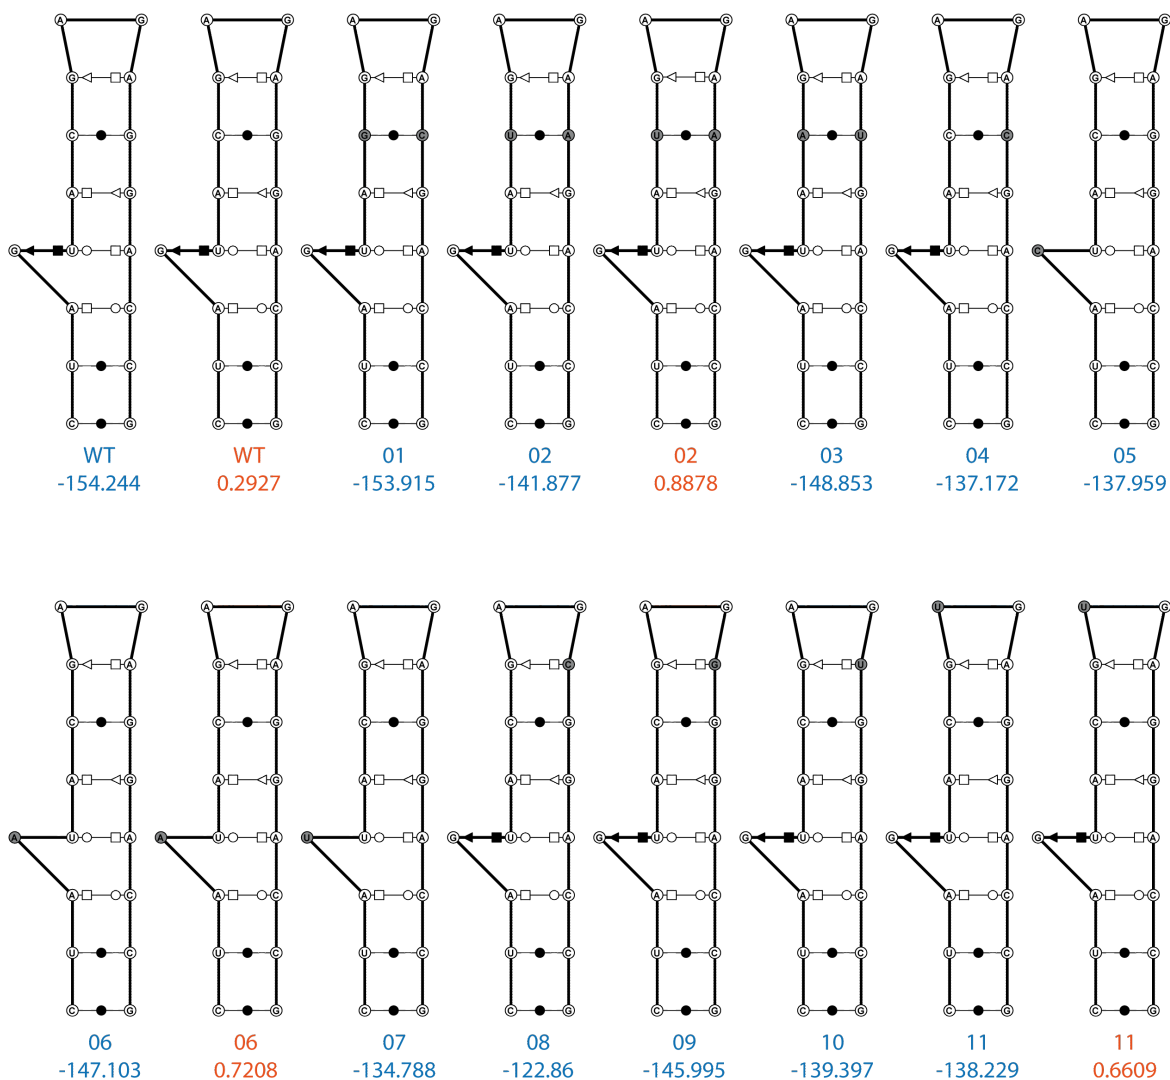 A G A G A G A G A G A G A G A G
G A G A G A G A G A G A G A G A
C G C G G C U A U A A U C C C G
A G A G A G A G A G A G A G A G
G U A G U A G U A G U A G U A G U A G U A C U A
A C A C A C A C A C A C A C A C
U C U C U C U C U C U C U C U C
C G C G C G C G C G C G C G C G
WT WT 01 02 02 03 04 05
-154.244 0.2927 -153.915 -141.877 0.8878 -148.853 -137.172 -137.959
A G A G A G A G A G A G U G U G
G A G A G A G C G G G U G A G A
C G C G C G C G C G C G C G C G
A G A G A G A G A G A G A G A G
A U A A U A U U A G U A G U A G U A G U A G U A
A C A C A C A C A C A C A C A C
U C U C U C U C U C U C U C U C
C G C G C G C G C G C G C G C G
06 06 07 08 09 10 11 11
-147.103 0.7208 -134.788 -122.86 -145.995 -139.397 -138.229 0.6609